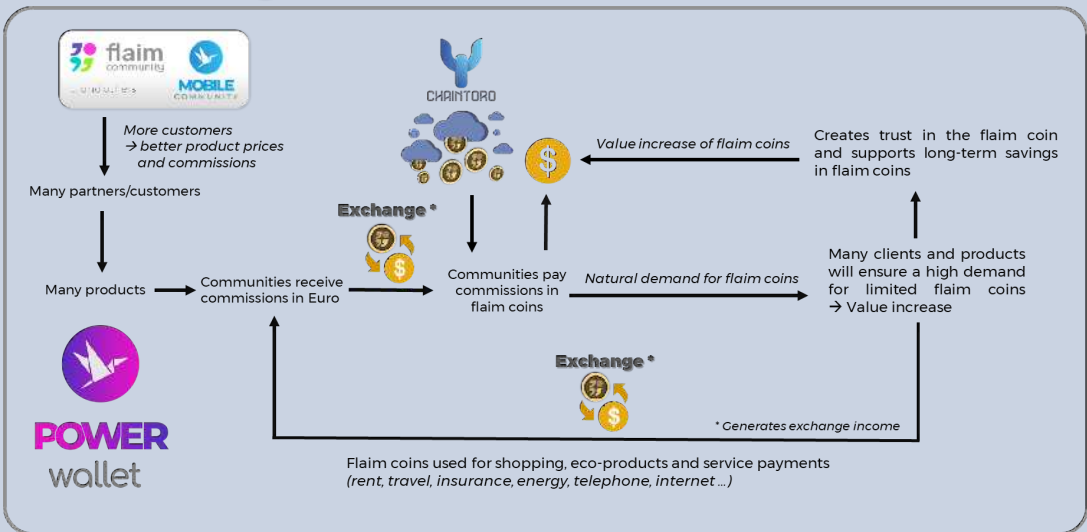 flaim
community
MOBILE
COMMUNITY
CHAINTORO
More customers
→ better product prices
and commissions
Many partners/customers
Many products
Communities receive
commissions in Euro
Exchange *
Communities pay
commissions in
flaim coins
Value increase of flaim coins
Creates trust in the flaim coin
and supports long-term savings
in flaim coins
Natural demand for flaim coins
Many clients and products
will ensure a high demand
for limited flaim coins
→ Value increase
Exchange *
* Generates exchange income
POWER
wallet
Flaim coins used for shopping, eco-products and service payments
(rent, travel, insurance, energy, telephone, internet ...)